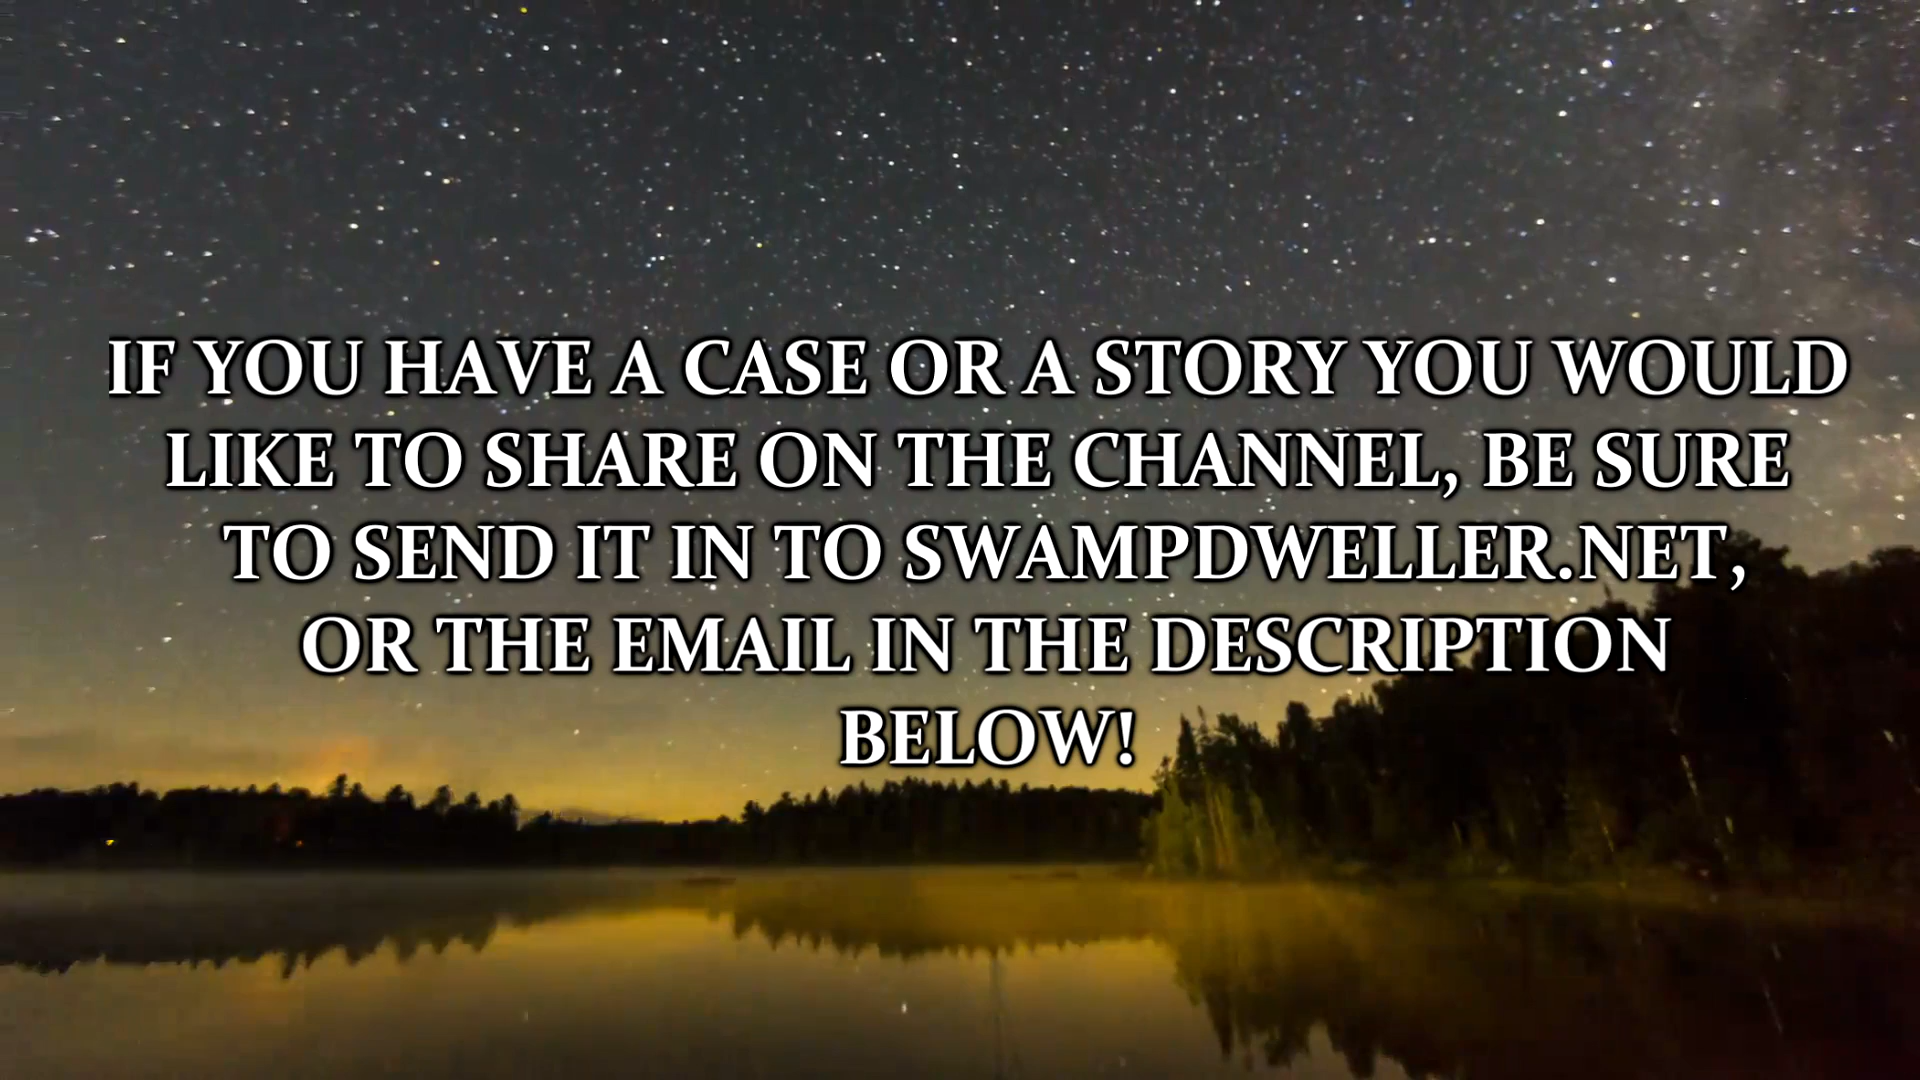 IF YOU HAVE A CASE OR A STORY YOU WOULD
LIKE TO SHARE ON THE CHANNEL, BE SURE
TO SEND IT IN TO SWAMPDWELLER.NET,
OR THE EMAIL IN THE DESCRIPTION
BELOW!